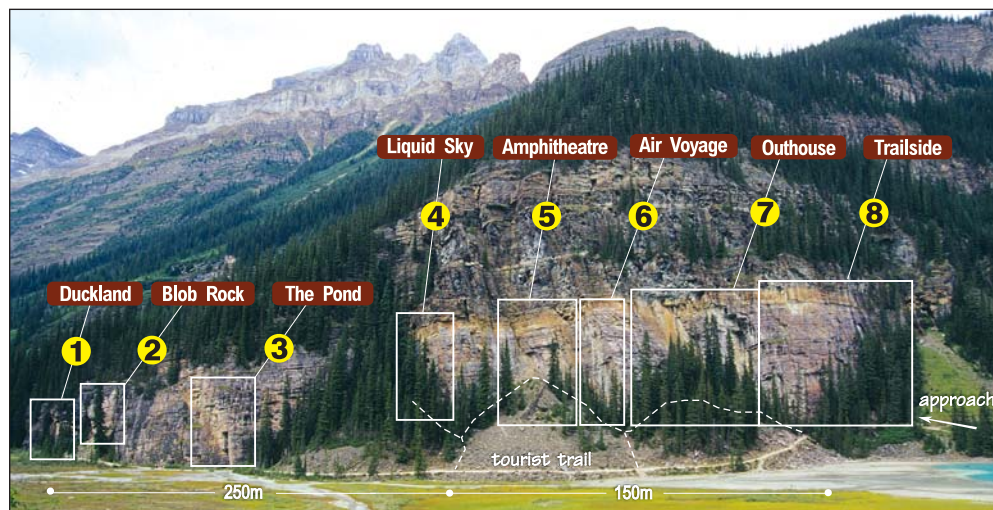 Liquid Sky
Amphitheatre
Air Voyage
Outhouse
Trailside
4
5
6
7
8
Duckland
Blob Rock
The Pond
1
2
3
approach
tourist trail
250m
150m